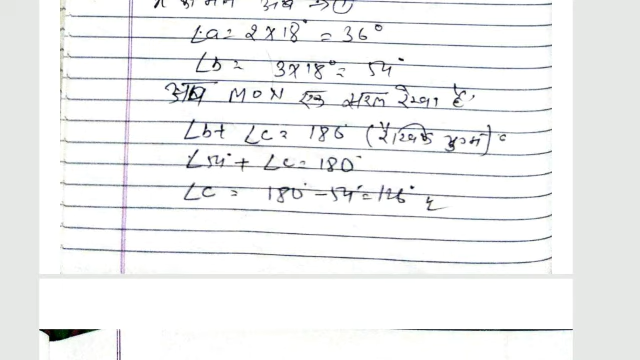 ∠a = 2 × 18° = 36°
∠b = 3×18° = 54°
अब MON एक सरल रेखा है
∠b + ∠c = 180 (रैखिक युग्म)
∠54° + ∠c = 180°
∠c = 180° - 54° = 126°